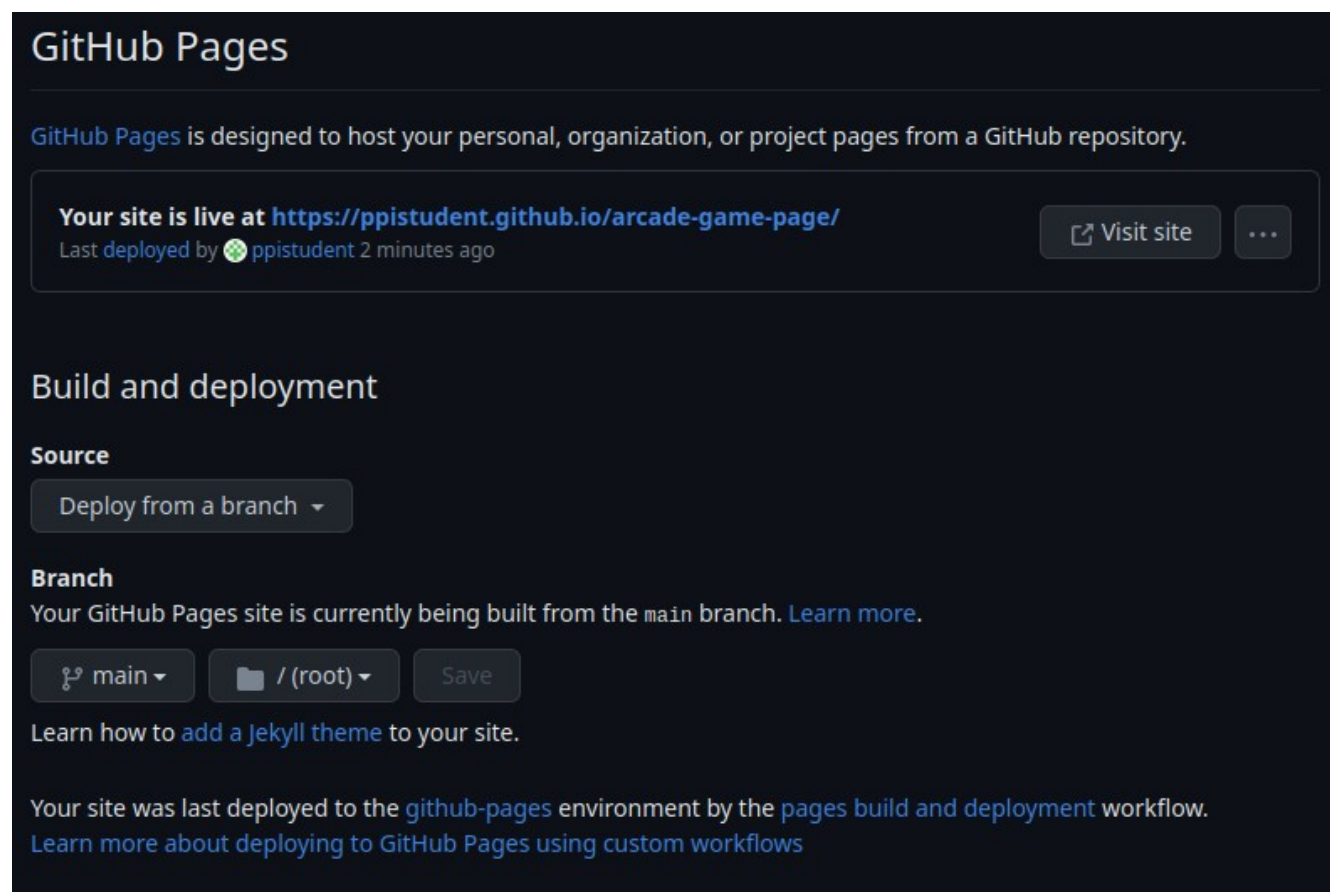 GitHub Pages
GitHub Pages is designed to host your personal, organization, or project pages from a GitHub repository.
Your site is live at https://ppistudent.github.io/arcade-game-page/
Last deployed by ppistudent 2 minutes ago
Visit site
...
Build and deployment
Source
Deploy from a branch
Branch
Your GitHub Pages site is currently being built from the main branch. Learn more.
main
/ (root)
Save
Learn how to add a Jekyll theme to your site.
Your site was last deployed to the github-pages environment by the pages build and deployment workflow.
Learn more about deploying to GitHub Pages using custom workflows